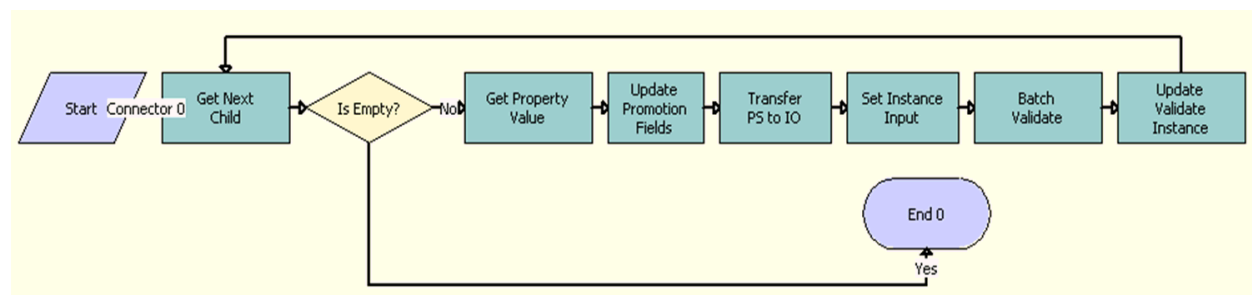 Start
Connector 0
Get Next
Child
Is Empty?
No
Get Property
Value
Update
Promotion
Fields
Transfer
PS to IO
Set Instance
Input
Batch
Validate
Update
Validate
Instance
End 0
Yes